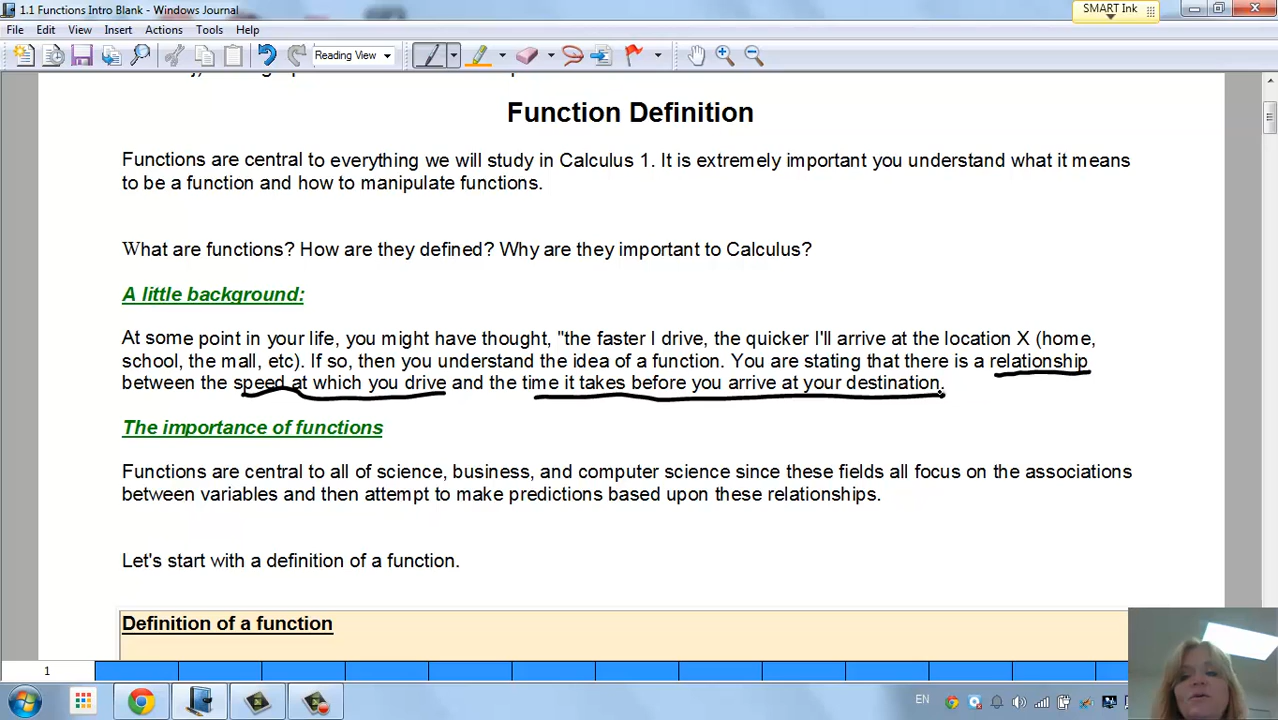 1.1 Functions Intro Blank - Windows Journal
SMART Ink
File Edit View Insert Actions Tools Help
Reading View
Function Definition
Functions are central to everything we will study in Calculus 1. It is extremely important you understand what it means
to be a function and how to manipulate functions.
What are functions? How are they defined? Why are they important to Calculus?
A little background:
At some point in your life, you might have thought, "the faster I drive, the quicker I'll arrive at the location X (home,
school, the mall, etc). If so, then you understand the idea of a function. You are stating that there is a relationship
between the speed at which you drive and the time it takes before you arrive at your destination.
The importance of functions
Functions are central to all of science, business, and computer science since these fields all focus on the associations
between variables and then attempt to make predictions based upon these relationships.
Let's start with a definition of a function.
Definition of a function
1
EN